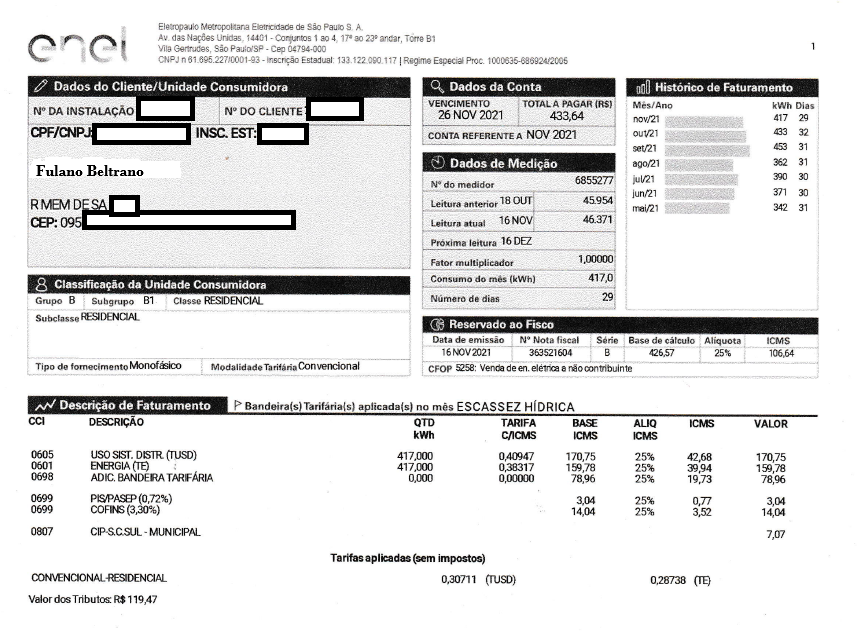 enel
Eletropaulo Metropolitana Eletricidade de São Paulo S. A.
Av. das Nações Unidas, 14401 - Conjuntos 1 ao 4, 17º ao 23º andar, Torre B1
Vila Gertrudes, São Paulo/SP - Cep 04794-000
CNPJ n 61.695.227/0001-93 - Inscrição Estadual: 133.122.090.117 | Regime Especial Proc. 1000635-686924/2005
1
Dados do Cliente/Unidade Consumidora
Nº DA INSTALAÇÃO Nº DO CLIENTE
CPF/CNPJ: INSC. EST:
Fulano Beltrano
R MEM DE SA
CEP: 095
Classificação da Unidade Consumidora
Grupo B Subgrupo B1 Classe RESIDENCIAL
Subclasse RESIDENCIAL
Tipo de fornecimento Monofásico Modalidade Tarifária Convencional
Dados da Conta
VENCIMENTO TOTAL A PAGAR (R$)
26 NOV 2021 433,64
CONTA REFERENTE A NOV 2021
Dados de Medição
Nº do medidor 6855277
Leitura anterior 18 OUT 45.954
Leitura atual 16 NOV 46.371
Próxima leitura 16 DEZ
Fator multiplicador 1,00000
Consumo do mês (kWh) 417,0
Número de dias 29
Histórico de Faturamento
Mês/Ano kWh Dias
nov/21 417 29
out/21 433 32
set/21 453 31
ago/21 362 31
jul/21 390 30
jun/21 371 30
mai/21 342 31
Reservado ao Fisco
Data de emissão Nº Nota fiscal Série Base de cálculo Alíquota ICMS
16 NOV 2021 363521604 B 426,57 25% 106,64
CFOP 5258: Venda de en. elétrica a não contribuinte
Descrição de Faturamento Bandeira(s) Tarifária(s) aplicada(s) no mês ESCASSEZ HÍDRICA
CCI DESCRIÇÃO QTD TARIFA BASE ALIQ ICMS VALOR
kWh C/ICMS ICMS ICMS
0605 USO SIST. DISTR. (TUSD) 417,000 0,40947 170,75 25% 42,68 170,75
0601 ENERGIA (TE) 417,000 0,38317 159,78 25% 39,94 159,78
0698 ADIC. BANDEIRA TARIFÁRIA 0,000 0,00000 78,96 25% 19,73 78,96
0699 PIS/PASEP (0,72%) 3,04 25% 0,77 3,04
0699 COFINS (3,30%) 14,04 25% 3,52 14,04
0807 CIP-S.C.SUL - MUNICIPAL 7,07
Tarifas aplicadas (sem impostos)
CONVENCIONAL-RESIDENCIAL 0,30711 (TUSD) 0,28738 (TE)
Valor dos Tributos: R$ 119,47